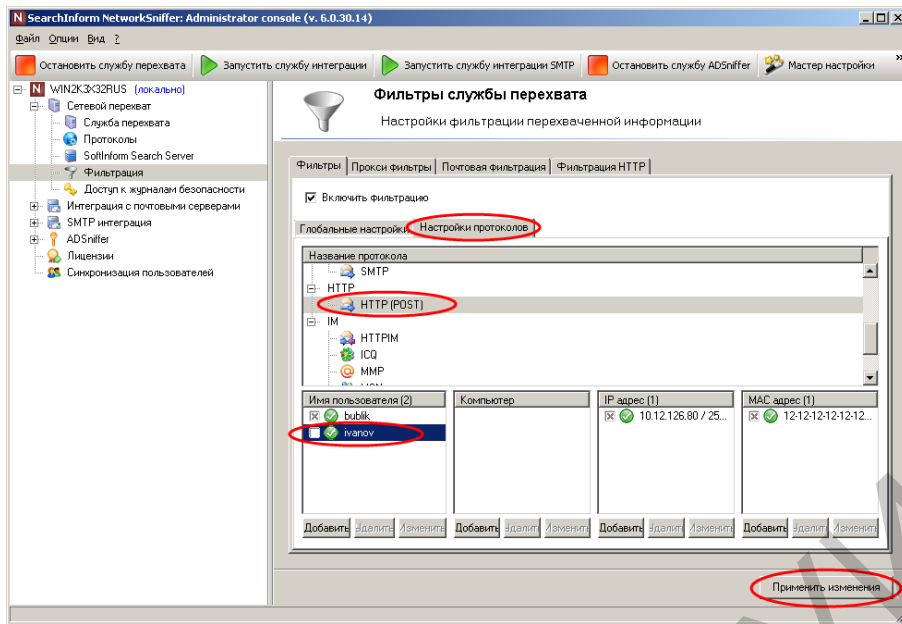 SearchInform NetworkSniffer: Administrator console (v. 6.0.30.14)
Файл Опции Вид ?
Остановить службу перехвата Запустить службу интеграции Запустить службу интеграции SMTP Остановить службу ADSniffer Мастер настройки »
WIN2K3X32RUS (локально)
Сетевой перехват
Служба перехвата
Протоколы
SoftInform Search Server
Фильтрация
Доступ к журналам безопасности
Интеграция с почтовыми серверами
SMTP интеграция
ADSniffer
Лицензии
Синхронизация пользователей
Фильтры службы перехвата
Настройки фильтрации перехваченной информации
Фильтры Прокси фильтры Почтовая фильтрация Фильтрация HTTP
Включить фильтрацию
Глобальные настройки Настройки протоколов
Название протокола
SMTP
HTTP
HTTP (POST)
IM
HTTPIM
ICQ
MMP
Имя пользователя (2) Компьютер IP адрес (1) MAC адрес (1)
bublik 10.12.126.80 / 25... 12-12-12-12-12-12...
ivanov
Добавить Удалить Изменить Добавить Удалить Изменить Добавить Удалить Изменить Добавить Удалить Изменить
Применить изменения